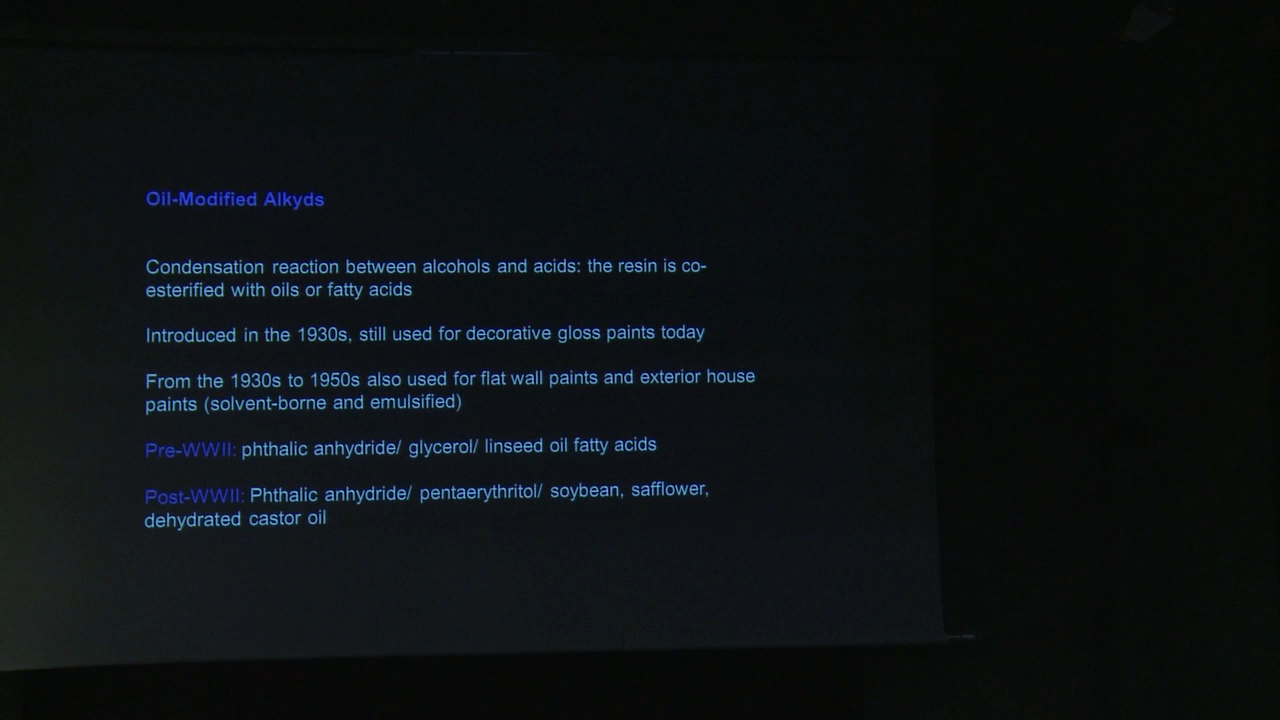 Oil-Modified Alkyds
Condensation reaction between alcohols and acids: the resin is co-
esterified with oils or fatty acids
Introduced in the 1930s, still used for decorative gloss paints today
From the 1930s to 1950s also used for flat wall paints and exterior house
paints (solvent-borne and emulsified)
Pre-WWII: phthalic anhydride/ glycerol/ linseed oil fatty acids
Post-WWII: Phthalic anhydride/ pentaerythritol/ soybean, safflower,
dehydrated castor oil